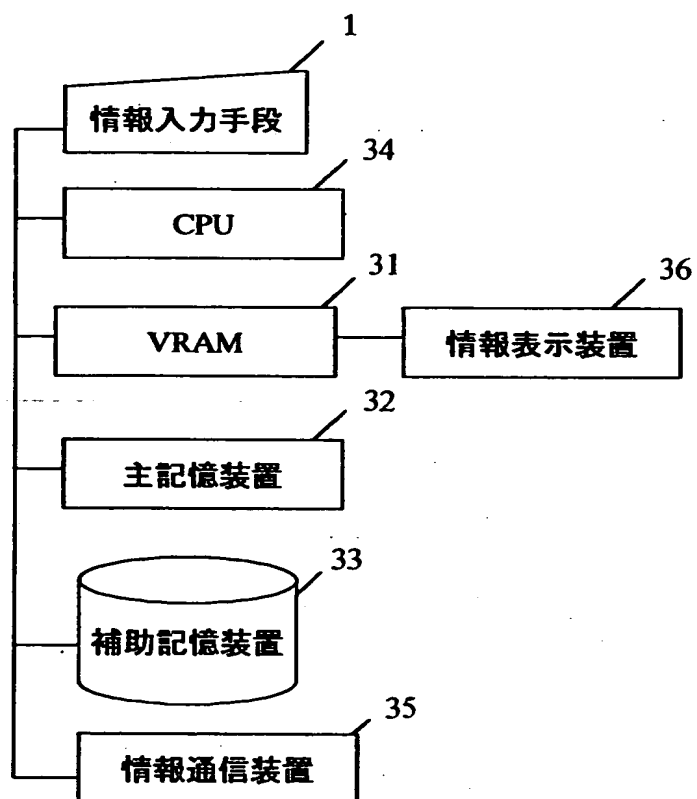 1
情報入力手段
34
CPU
31
VRAM
36
情報表示装置
32
主記憶装置
33
補助記憶装置
35
情報通信装置